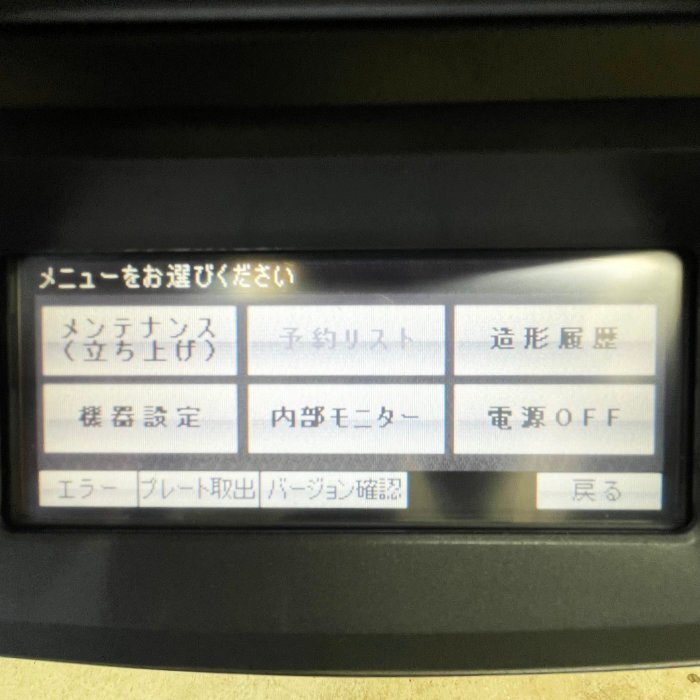 メニューをお選びください
メンテナンス
(立ち上げ)
予約リスト
造形履歴
機器設定
内部モニター
電源OFF
エラー
プレート取出
バージョン確認
戻る